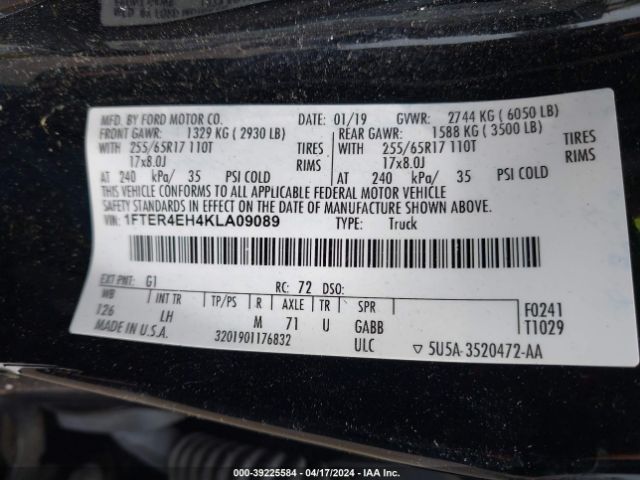 MFD. BY FORD MOTOR CO. DATE: 01/19 GVWR: 2744 KG ( 6050 LB)
FRONT GAWR: 1329 KG ( 2930 LB) REAR GAWR: 1588 KG ( 3500 LB)
WITH 255/65R17 110T TIRES WITH 255/65R17 110T TIRES
17x8.0J RIMS 17x8.0J RIMS
AT 240 kPa/ 35 PSI COLD AT 240 kPa/ 35 PSI COLD
THIS VEHICLE CONFORMS TO ALL APPLICABLE FEDERAL MOTOR VEHICLE
SAFETY STANDARDS IN EFFECT ON THE DATE OF MANUFACTURE SHOWN ABOVE.
VIN: 1FTER4EH4KLA09089 TYPE: Truck
EXT PNT: G1 RC: 72 DSO:
WB INT TR TP/PS R AXLE TR SPR F0241
126 LH M 71 U GABB T1029
MADE IN U.S.A. 3201901176832 ULC ▽ 5U5A-3520472-AA
000-39225584 - 04/17/2024 - IAA Inc.